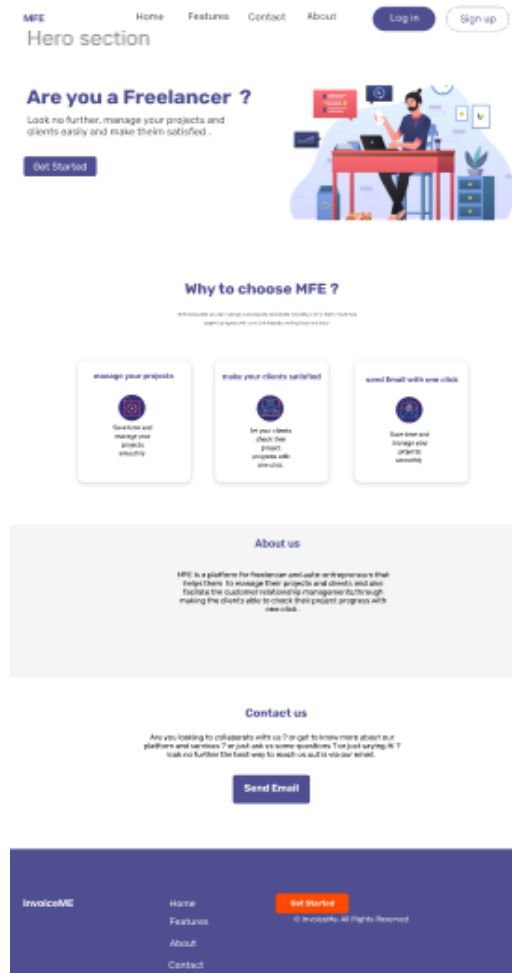 MFE
Home
Features
Contact
About
Log in
Sign up
Hero section
Are you a Freelancer ?
Look no further, manage your projects and
clients easily and make theim satisfied .
Get Started
Why to choose MFE ?
manage your projects
Save time and
manage your
projects
smoothly
make your clients satisfied
let your clients
check their
project
progress with
one click
send Email with one click
Save time and
manage your
projects
smoothly
About us
MFE is a platform for freelancer and auto-entrepreneurs that
helps them to manage their projects and clients and also
the customer relationship managements through
making the clients able to check their project progress with
one click .
Contact us
Are you looking to collaborate with us ? or get to know more about our
platform and services ? or just ask us some questions ? or just saying Hi ?
look no further the best way to reach us out is via our email.
Send Email
InvoiceME
Home
Features
About
Contact
Get Started
© InvoiceMe. All Rights Reserved